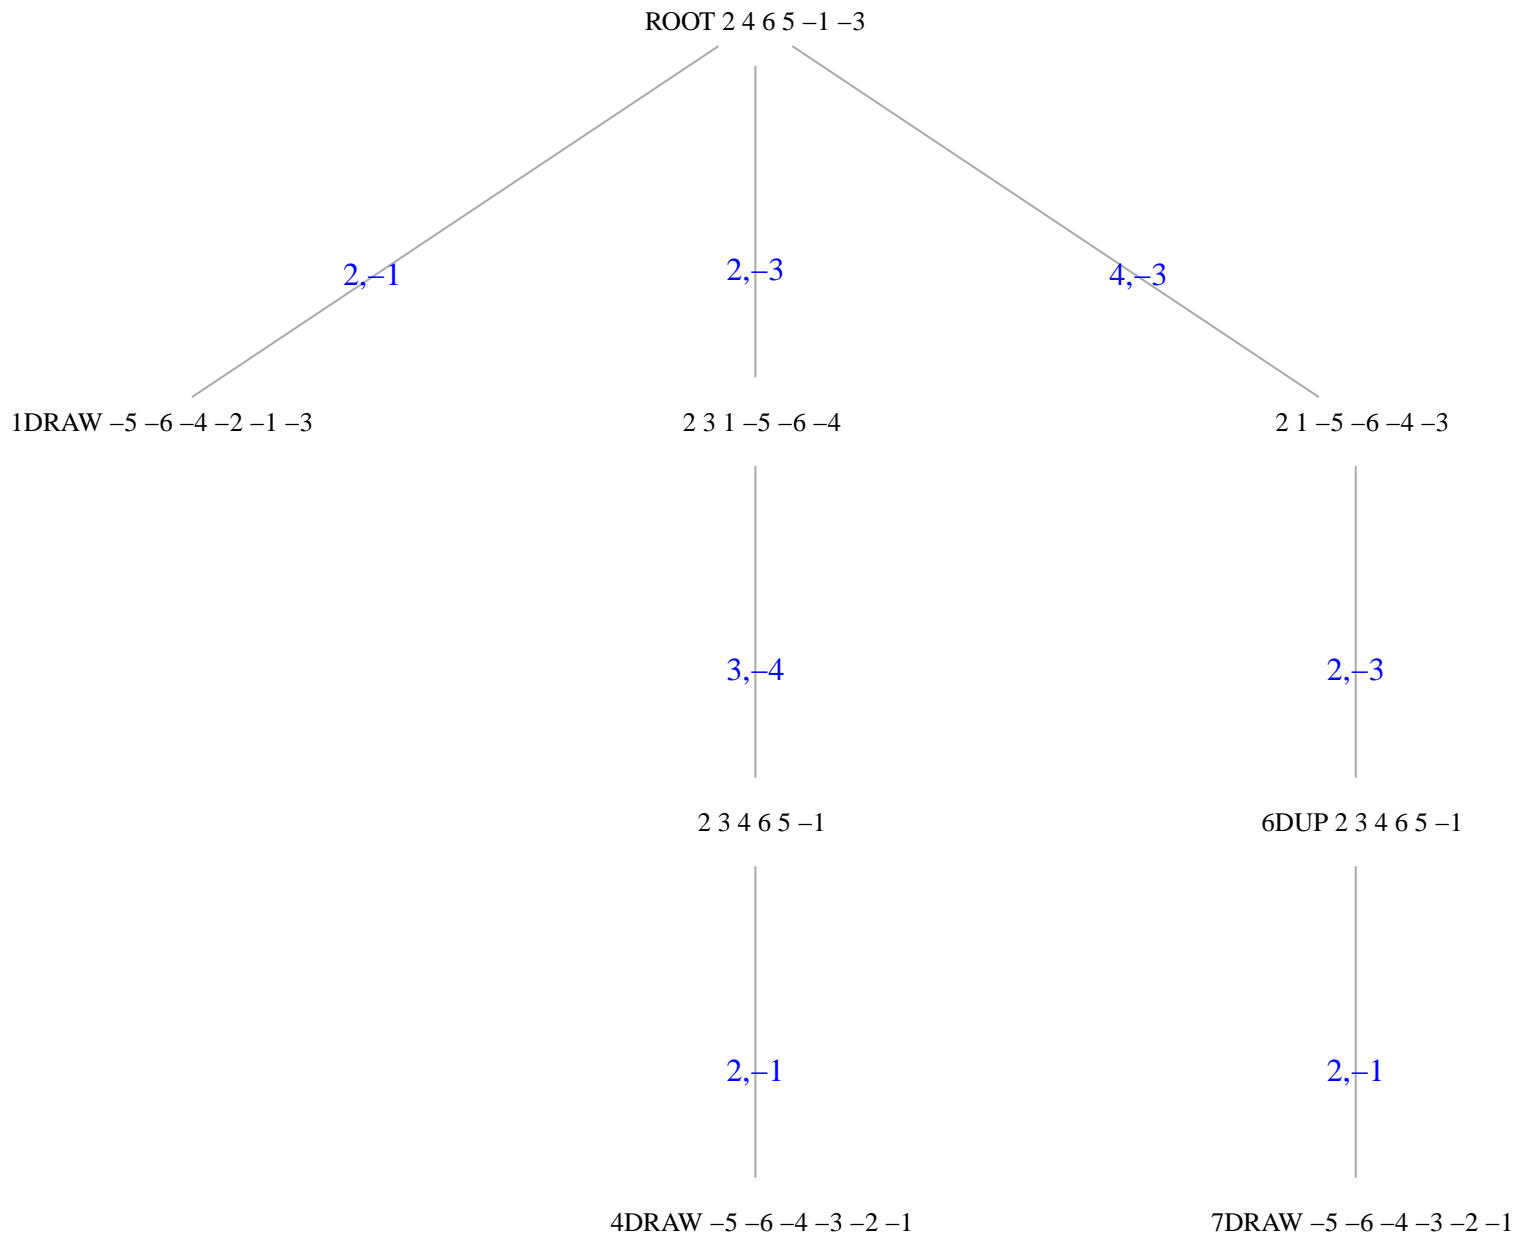 ROOT 2 4 6 5 –1 –3
2,–1
2,–3
4,–3
1DRAW –5 –6 –4 –2 –1 –3
2 3 1 –5 –6 –4
2 1 –5 –6 –4 –3
3,–4
2,–3
2 3 4 6 5 –1
6DUP 2 3 4 6 5 –1
2,–1
2,–1
4DRAW –5 –6 –4 –3 –2 –1
7DRAW –5 –6 –4 –3 –2 –1